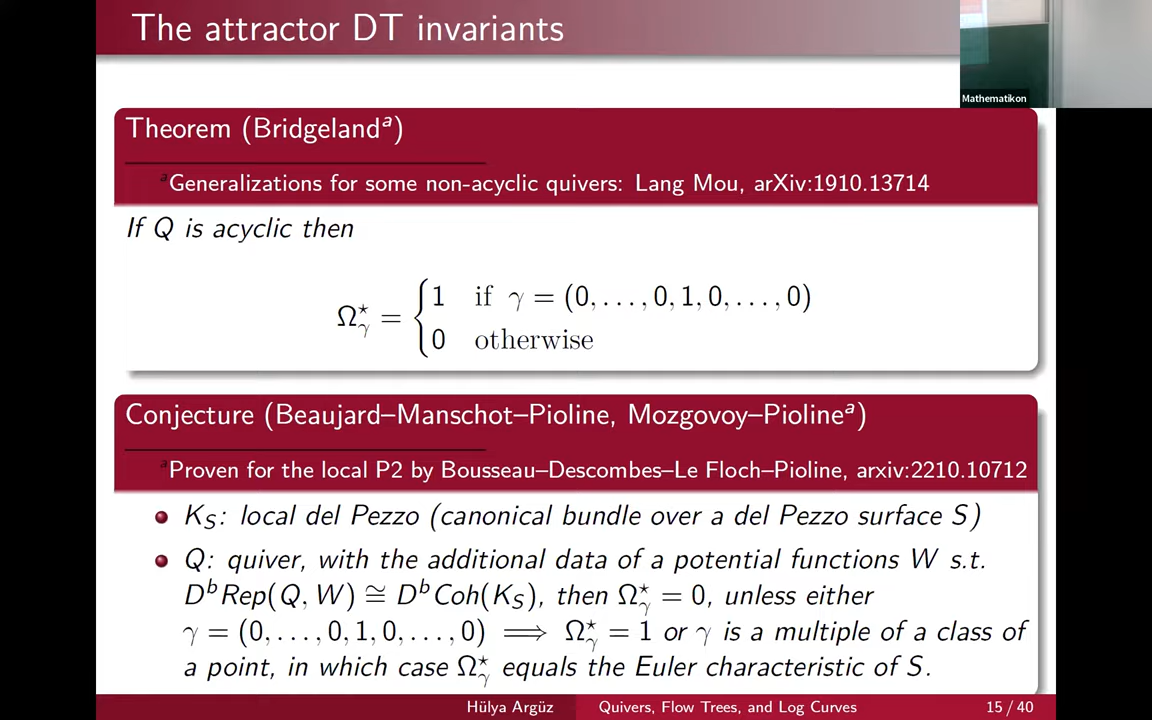 The attractor DT invariants
Mathematikon
Theorem (Bridgelandᵃ)
ᵃGeneralizations for some non-acyclic quivers: Lang Mou, arXiv:1910.13714
If Q is acyclic then
Ω⋆γ = { 1 if γ = (0, . . . , 0, 1, 0, . . . , 0)
0 otherwise
Conjecture (Beaujard–Manschot–Pioline, Mozgovoy–Piolineᵃ)
ᵃProven for the local P2 by Bousseau–Descombes–Le Floch–Pioline, arxiv:2210.10712
K_S: local del Pezzo (canonical bundle over a del Pezzo surface S)
Q: quiver, with the additional data of a potential functions W s.t.
DᵇRep(Q, W) ≅ DᵇCoh(K_S), then Ω⋆γ = 0, unless either
γ = (0, . . . , 0, 1, 0, . . . , 0) ⟹ Ω⋆γ = 1 or γ is a multiple of a class of
a point, in which case Ω⋆γ equals the Euler characteristic of S.
Hülya Argüz Quivers, Flow Trees, and Log Curves 15 / 40